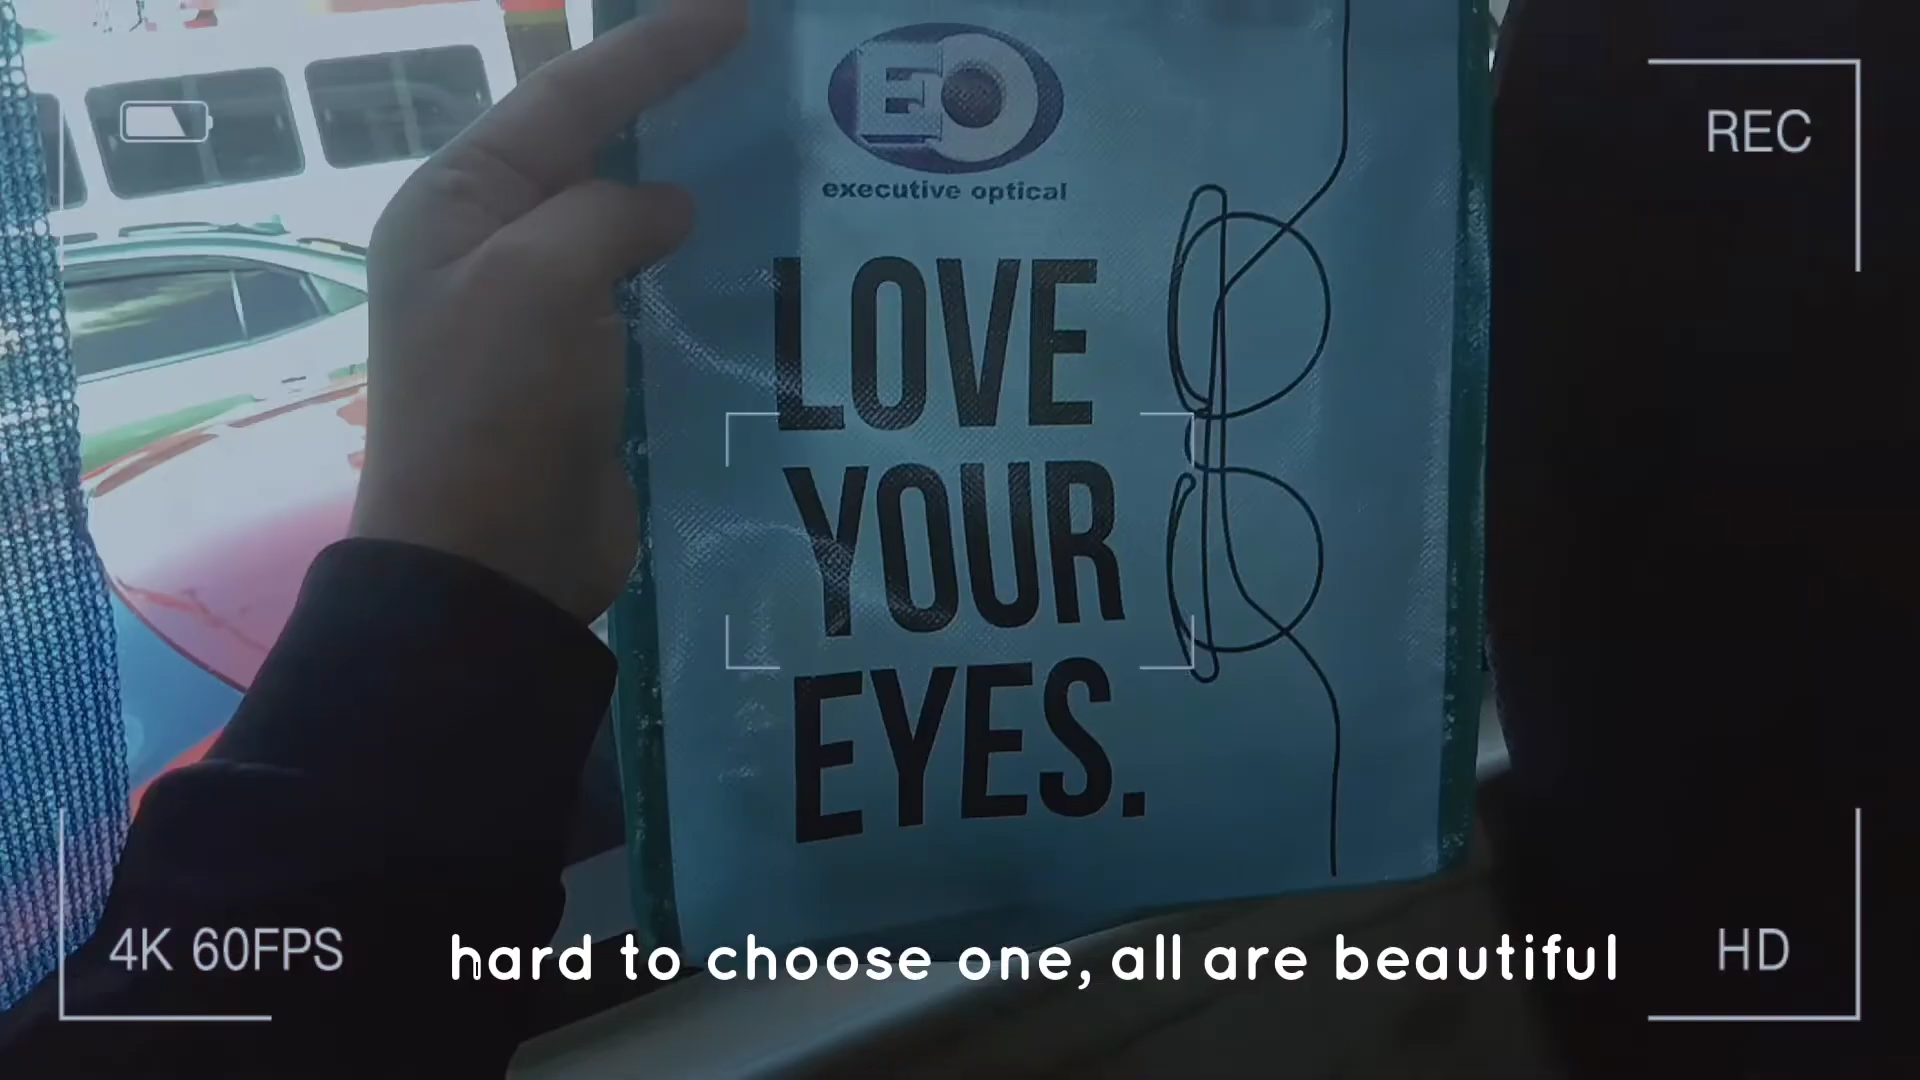 EO
executive optical
REC
LOVE
YOUR
EYES.
4K 60FPS
hard to choose one, all are beautiful
HD